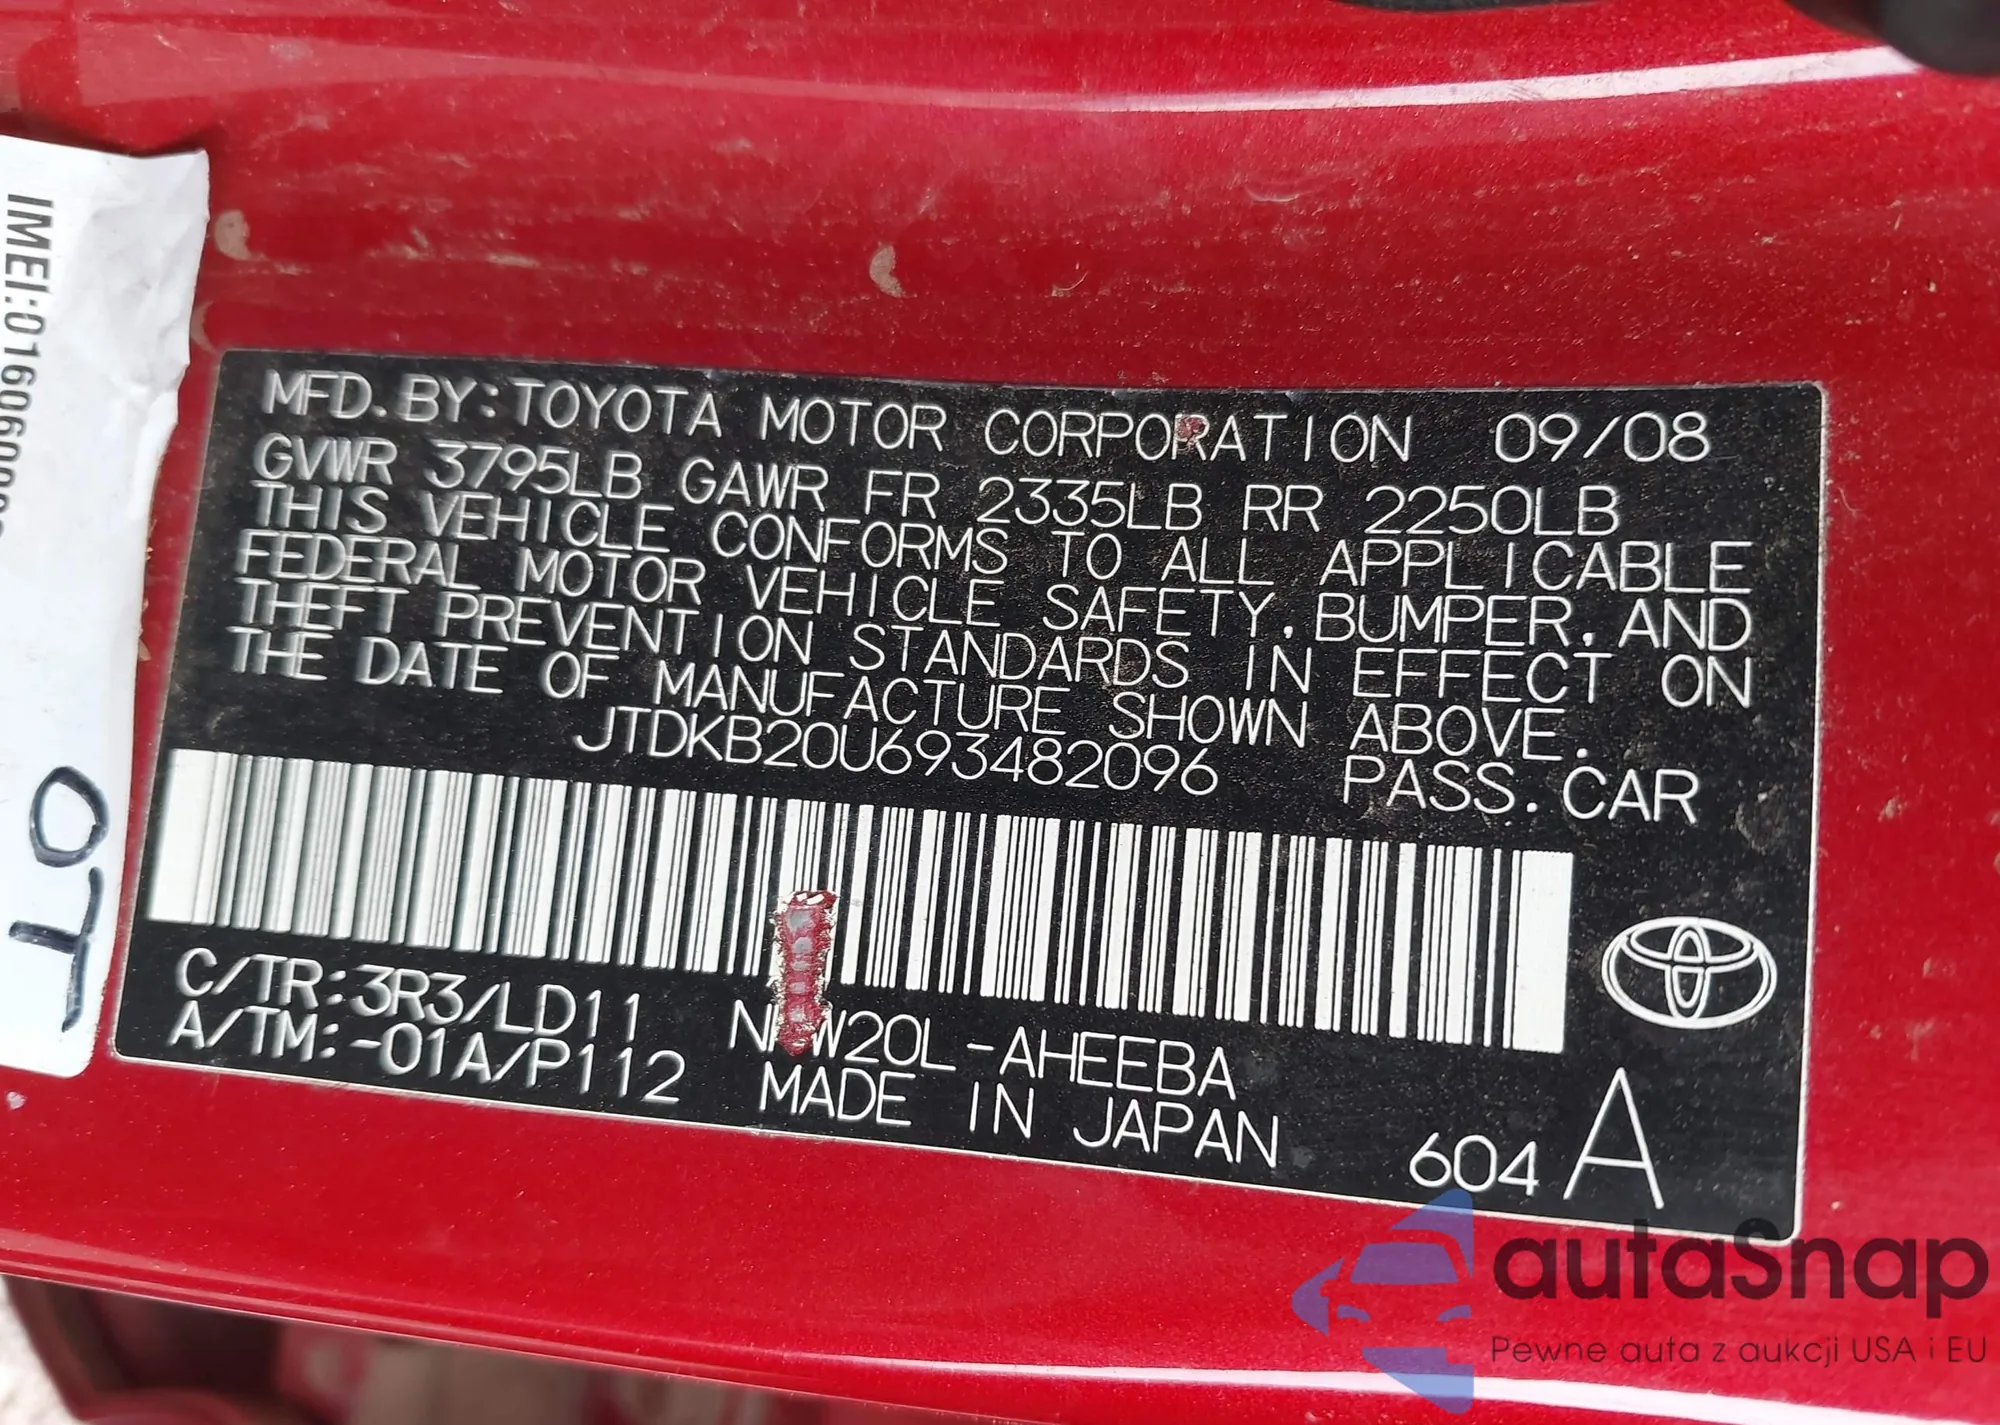 MFD. BY: TOYOTA MOTOR CORPORATION 09/08
GVWR 3795LB GAWR FR 2335LB RR 2250LB
THIS VEHICLE CONFORMS TO ALL APPLICABLE
FEDERAL MOTOR VEHICLE SAFETY, BUMPER, AND
THEFT PREVENTION STANDARDS IN EFFECT ON
THE DATE OF MANUFACTURE SHOWN ABOVE.
JTDKB20U693482096 PASS. CAR
C/TR: 3R3/LD11
A/TM: -01A/P112
W20L-AHEEBA
MADE IN JAPAN
604 A
autaSnap
Pewne auta z aukcji USA i EU